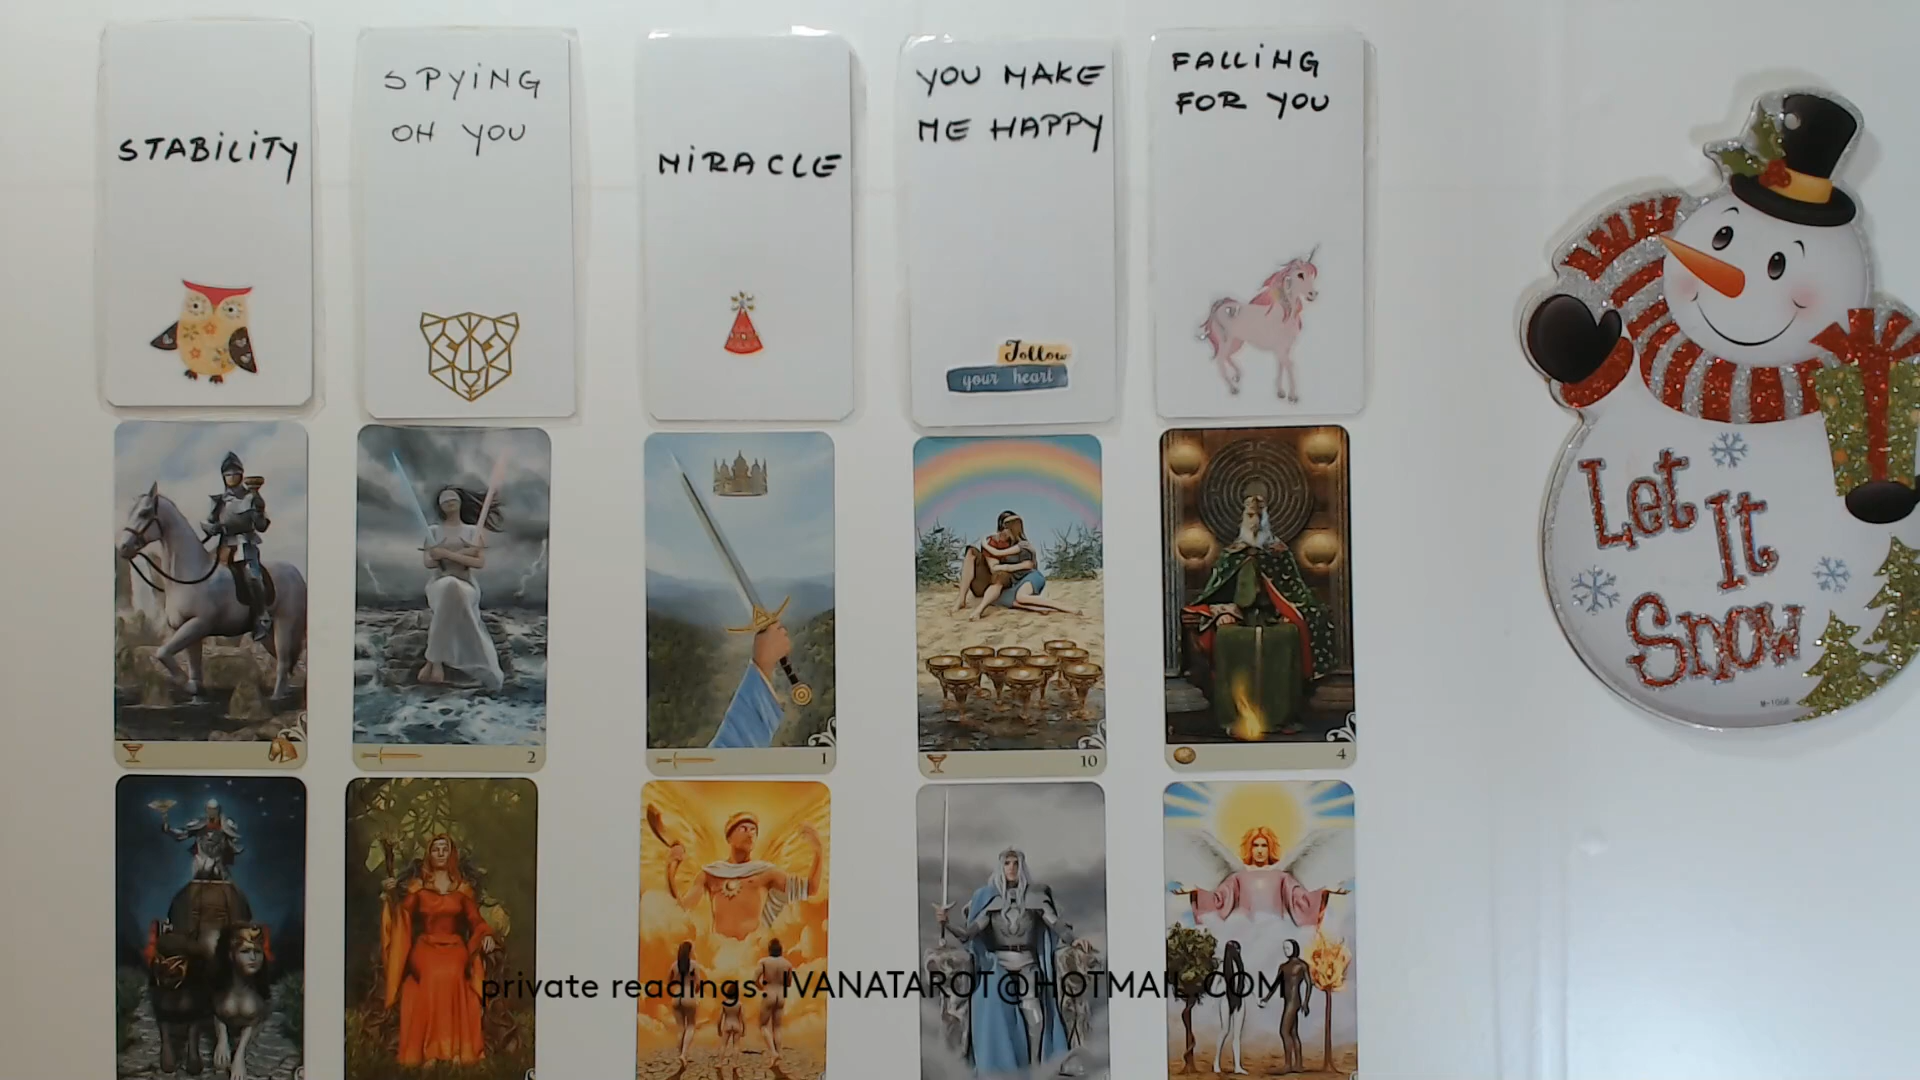 STABILITY
SPYING
ON YOU
MIRACLE
YOU MAKE
ME HAPPY
Follow
your heart
FALLING
FOR YOU
2
1
10
4
Let
It
Snow
M-1068
private readings: IVANATAROT@HOTMAIL.COM